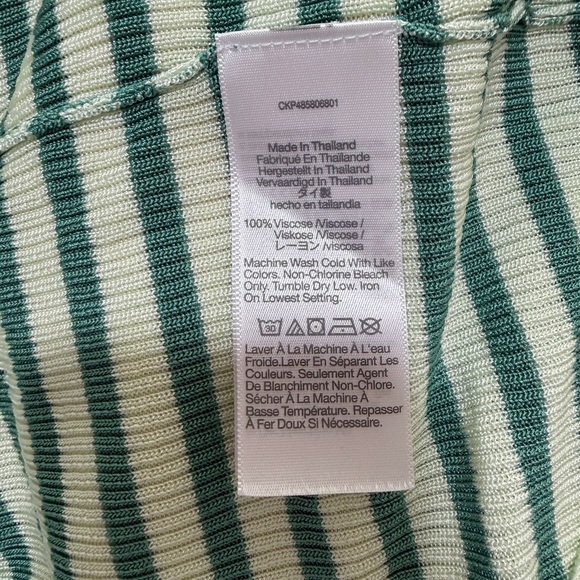 CKP485806801
Made In Thailand
Fabriqué En Thaïlande
Hergestellt In Thailand
Vervaardigd In Thailand
タイ製
hecho en tailandia
100% Viscose /Viscose /
Viskose /Viscose /
レーヨン /viscosa
Machine Wash Cold With Like
Colors. Non-Chlorine Bleach
Only. Tumble Dry Low. Iron
On Lowest Setting.
30
Laver À La Machine À L'eau
Froide.Laver En Séparant Les
Couleurs. Seulement Agent
De Blanchiment Non-Chlore.
Sécher À La Machine À
Basse Température. Repasser
À Fer Doux Si Nécessaire.